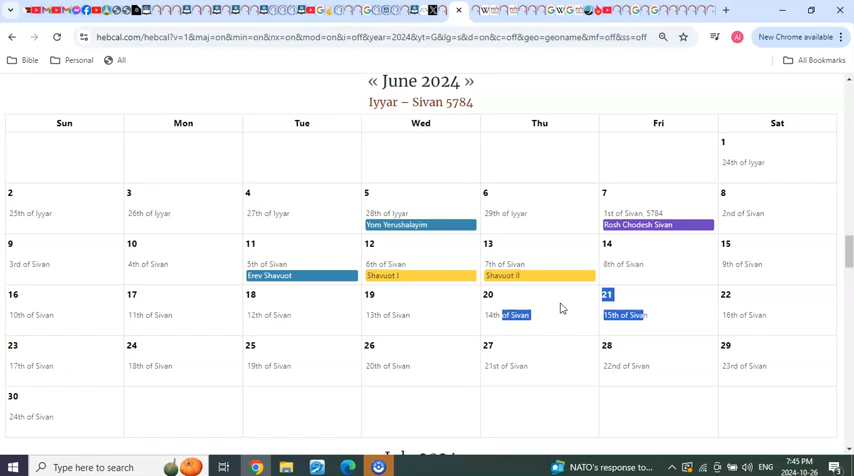 hebcal.com/hebcal?v=1&maj=on&min=on&nx=on&mod=on&i=off&year=2024&yt=G&lg=s&d=on&c=off&geo=geoname&mf=off&ss=off
New Chrome available
AI
Bible Personal All All Bookmarks
« June 2024 »
Iyyar – Sivan 5784
Sun Mon Tue Wed Thu Fri Sat
1
24th of Iyyar
2 3 4 5 6 7 8
25th of Iyyar 26th of Iyyar 27th of Iyyar 28th of Iyyar 29th of Iyyar 1st of Sivan, 5784 2nd of Sivan
Yom Yerushalayim Rosh Chodesh Sivan
9 10 11 12 13 14 15
3rd of Sivan 4th of Sivan 5th of Sivan 6th of Sivan 7th of Sivan 8th of Sivan 9th of Sivan
Erev Shavuot Shavuot I Shavuot II
16 17 18 19 20 21 22
10th of Sivan 11th of Sivan 12th of Sivan 13th of Sivan 14th of Sivan 15th of Sivan 16th of Sivan
23 24 25 26 27 28 29
17th of Sivan 18th of Sivan 19th of Sivan 20th of Sivan 21st of Sivan 22nd of Sivan 23rd of Sivan
30
24th of Sivan
Type here to search
NATO's response to...
ENG
7:45 PM
2024-10-26